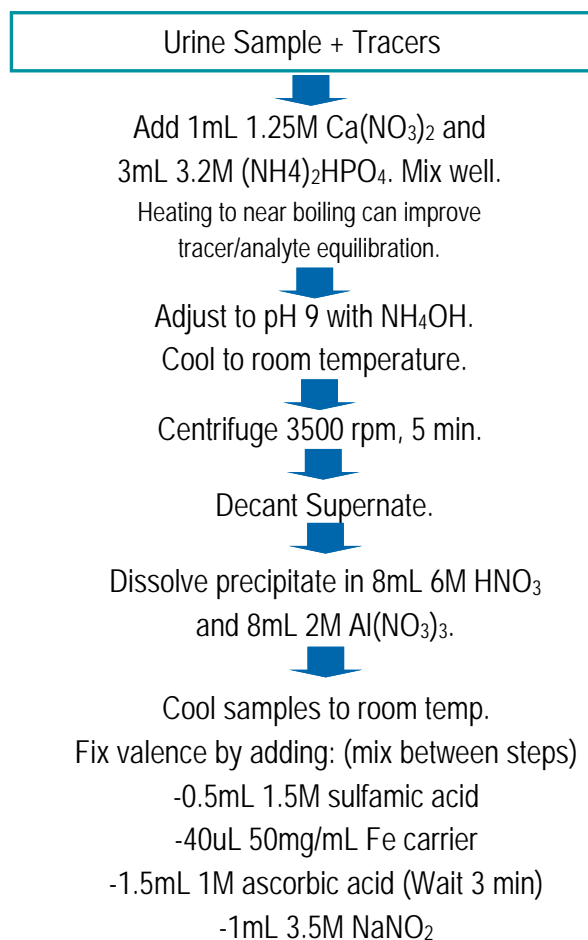 Urine Sample + Tracers
Add 1mL 1.25M Ca(NO₃)₂ and
3mL 3.2M (NH4)₂HPO₄. Mix well.
Heating to near boiling can improve
tracer/analyte equilibration.
Adjust to pH 9 with NH₄OH.
Cool to room temperature.
Centrifuge 3500 rpm, 5 min.
Decant Supernate.
Dissolve precipitate in 8mL 6M HNO₃
and 8mL 2M Al(NO₃)₃.
Cool samples to room temp.
Fix valence by adding: (mix between steps)
-0.5mL 1.5M sulfamic acid
-40uL 50mg/mL Fe carrier
-1.5mL 1M ascorbic acid (Wait 3 min)
-1mL 3.5M NaNO₂